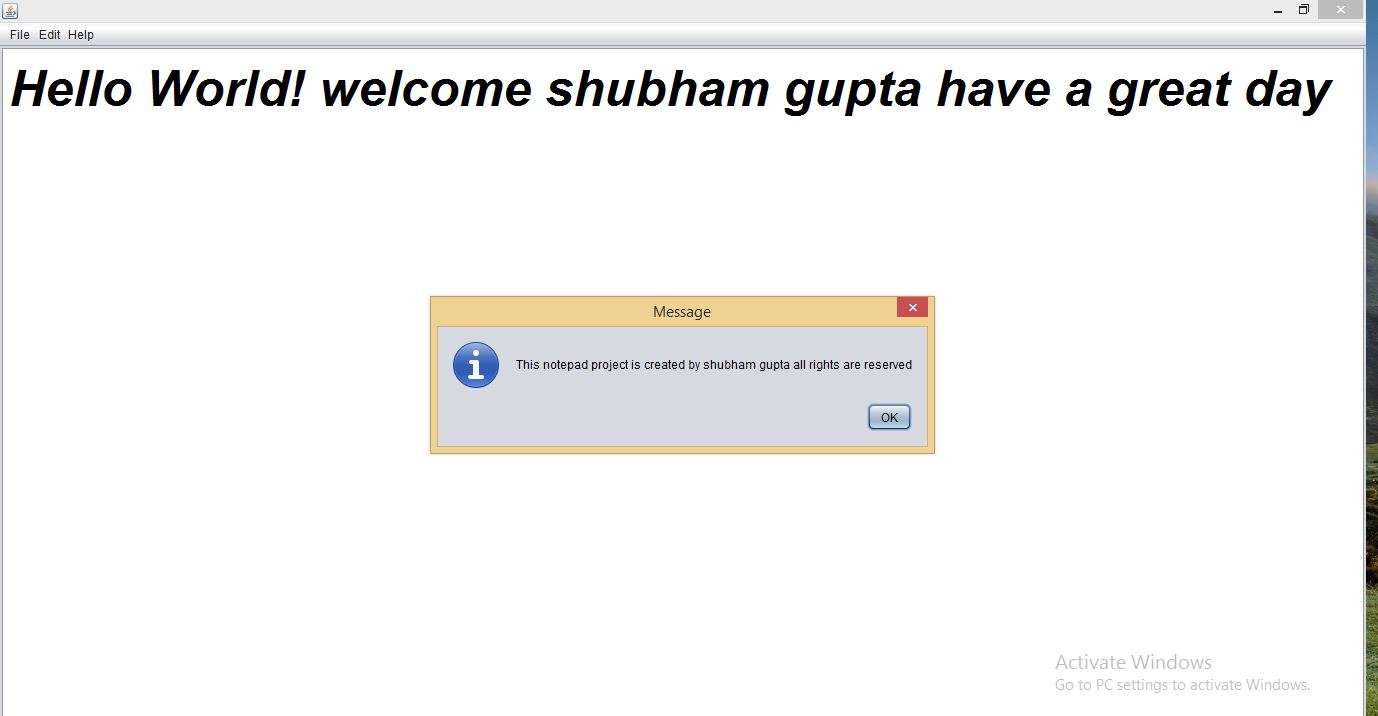 File Edit Help
Hello World! welcome shubham gupta have a great day
Message
This notepad project is created by shubham gupta all rights are reserved
OK
Activate Windows
Go to PC settings to activate Windows.